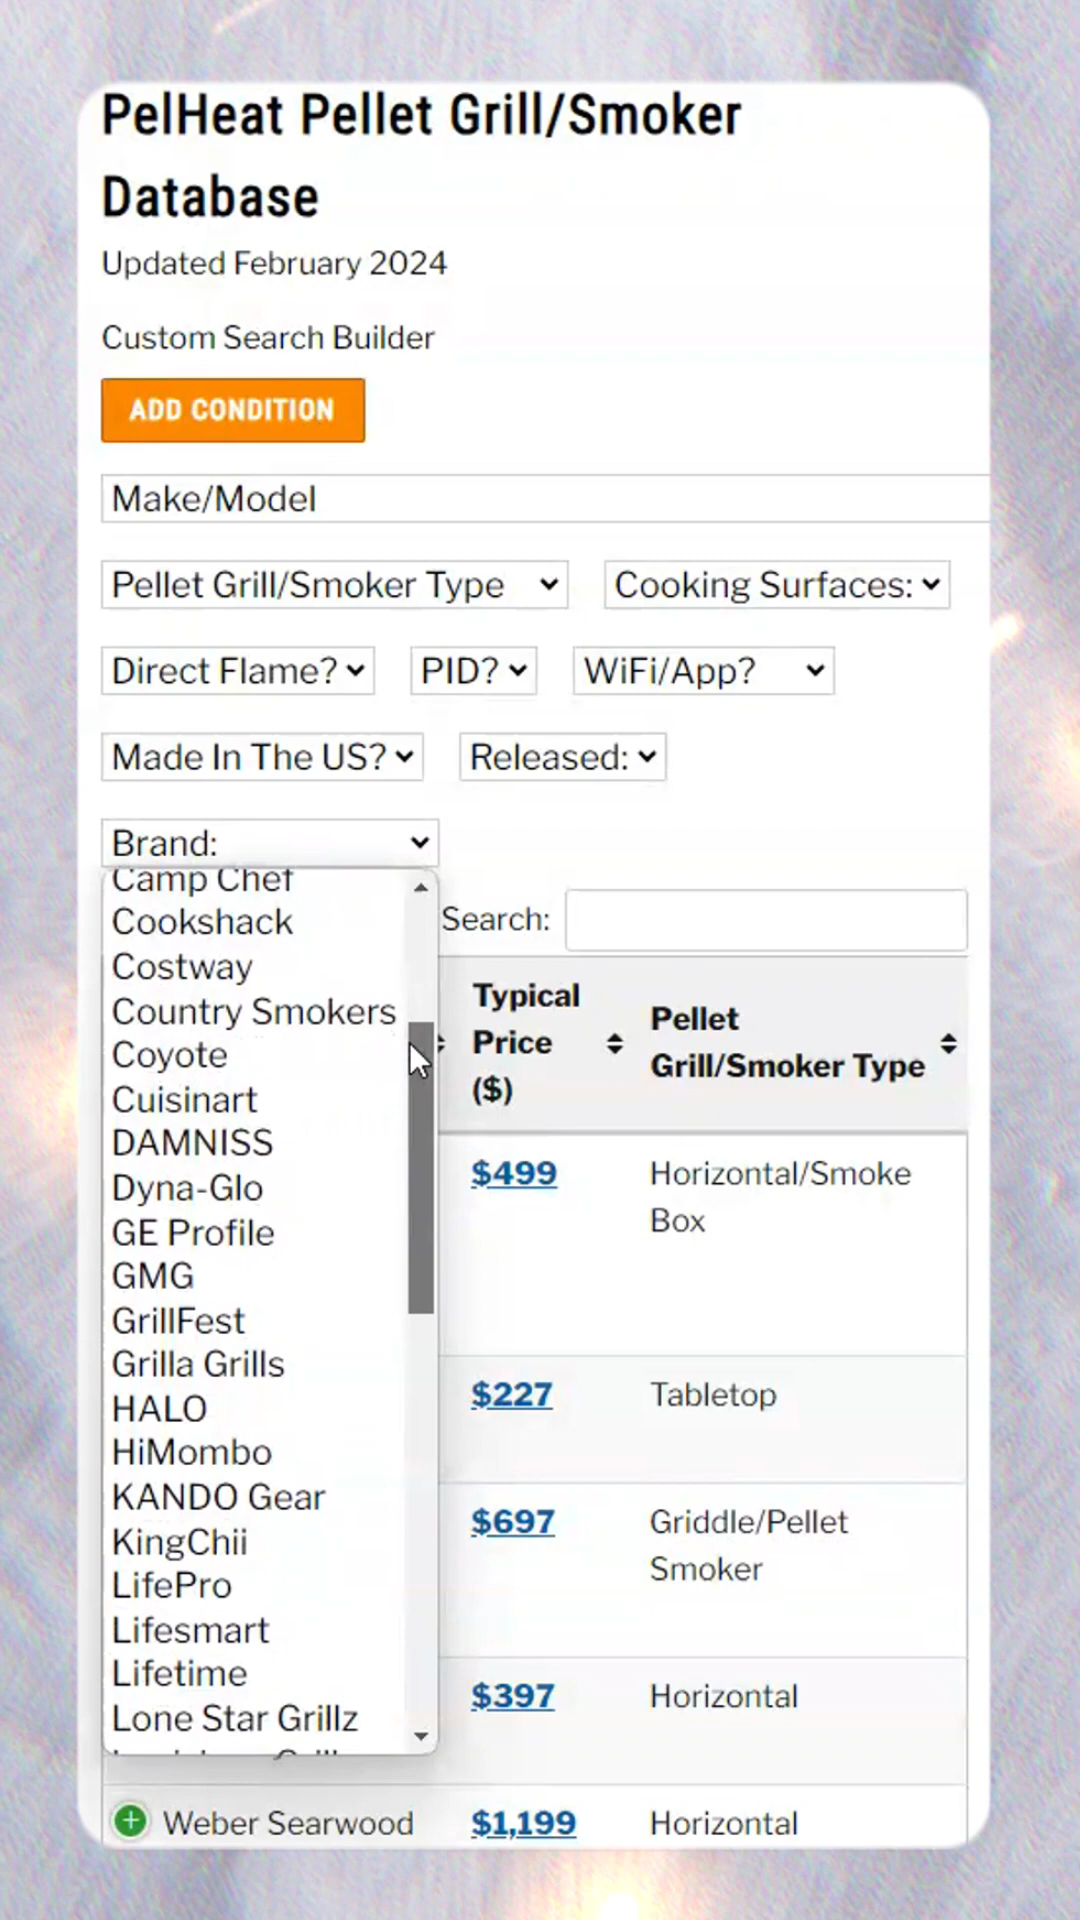 PelHeat Pellet Grill/Smoker
Database
Updated February 2024
Custom Search Builder
ADD CONDITION
Make/Model
Pellet Grill/Smoker Type
Cooking Surfaces:
Direct Flame?
PID?
WiFi/App?
Made In The US?
Released:
Brand:
Camp Chef
Cookshack
Costway
Country Smokers
Coyote
Cuisinart
DAMNISS
Dyna-Glo
GE Profile
GMG
GrillFest
Grilla Grills
HALO
HiMombo
KANDO Gear
KingChii
LifePro
Lifesmart
Lifetime
Lone Star Grillz
Search:
Typical
Price
($)
Pellet
Grill/Smoker Type
$499
Horizontal/Smoke
Box
$227
Tabletop
$697
Griddle/Pellet
Smoker
$397
Horizontal
Weber Searwood
$1,199
Horizontal